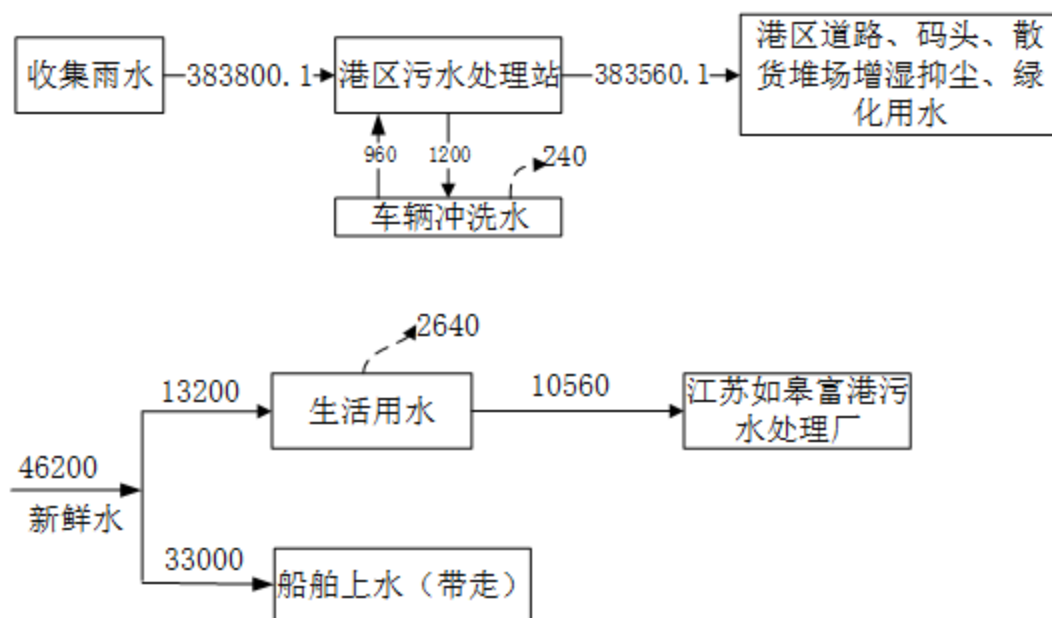 收集雨水
383800.1
港区污水处理站
383560.1
港区道路、码头、散
货堆场增湿抑尘、绿
化用水
960
1200
240
车辆冲洗水
2640
13200
生活用水
10560
江苏如皋富港污
水处理厂
46200
新鲜水
33000
船舶上水（带走）